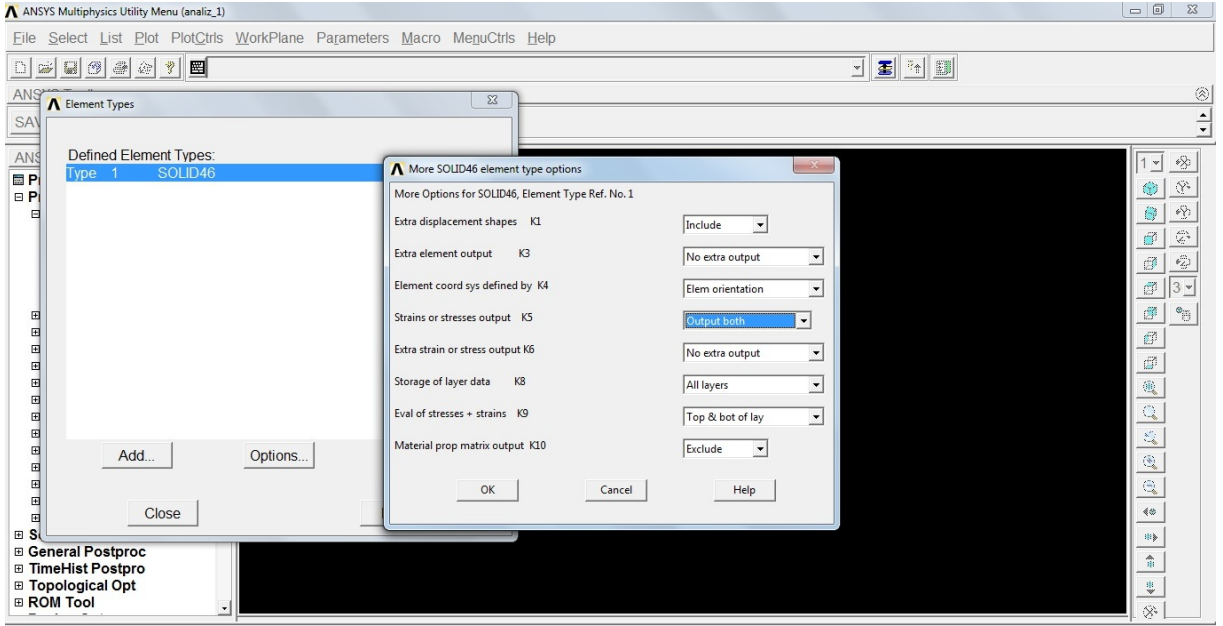 ANSYS Multiphysics Utility Menu (analiz_1)
File Select List Plot PlotCtrls WorkPlane Parameters Macro MenuCtrls Help
Element Types
Defined Element Types:
Type 1 SOLID46
Add...
Options...
Close
More SOLID46 element type options
More Options for SOLID46, Element Type Ref. No. 1
Extra displacement shapes K1 Include
Extra element output K3 No extra output
Element coord sys defined by K4 Elem orientation
Strains or stresses output K5 Output both
Extra strain or stress output K6 No extra output
Storage of layer data K8 All layers
Eval of stresses + strains K9 Top & bot of lay
Material prop matrix output K10 Exclude
OK Cancel Help
1
3
General Postproc
TimeHist Postpro
Topological Opt
ROM Tool